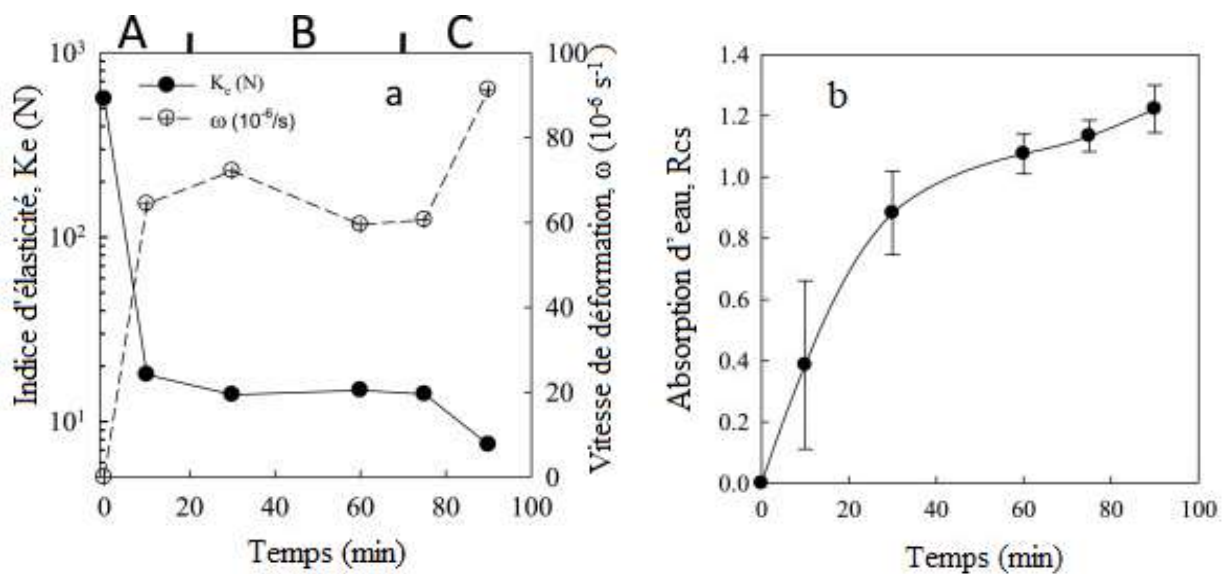 A B C
a
Kₑ (N)
ω (10⁻⁶/s)
Indice d'élasticité, Ke (N)
10³
10²
10¹
Vitesse de déformation, ω (10⁻⁶ s⁻¹)
100
80
60
40
20
0
0 20 40 60 80 100
Temps (min)
b
Absorption d'eau, Rcs
1.4
1.2
1.0
0.8
0.6
0.4
0.2
0.0
0 20 40 60 80 100
Temps (min)